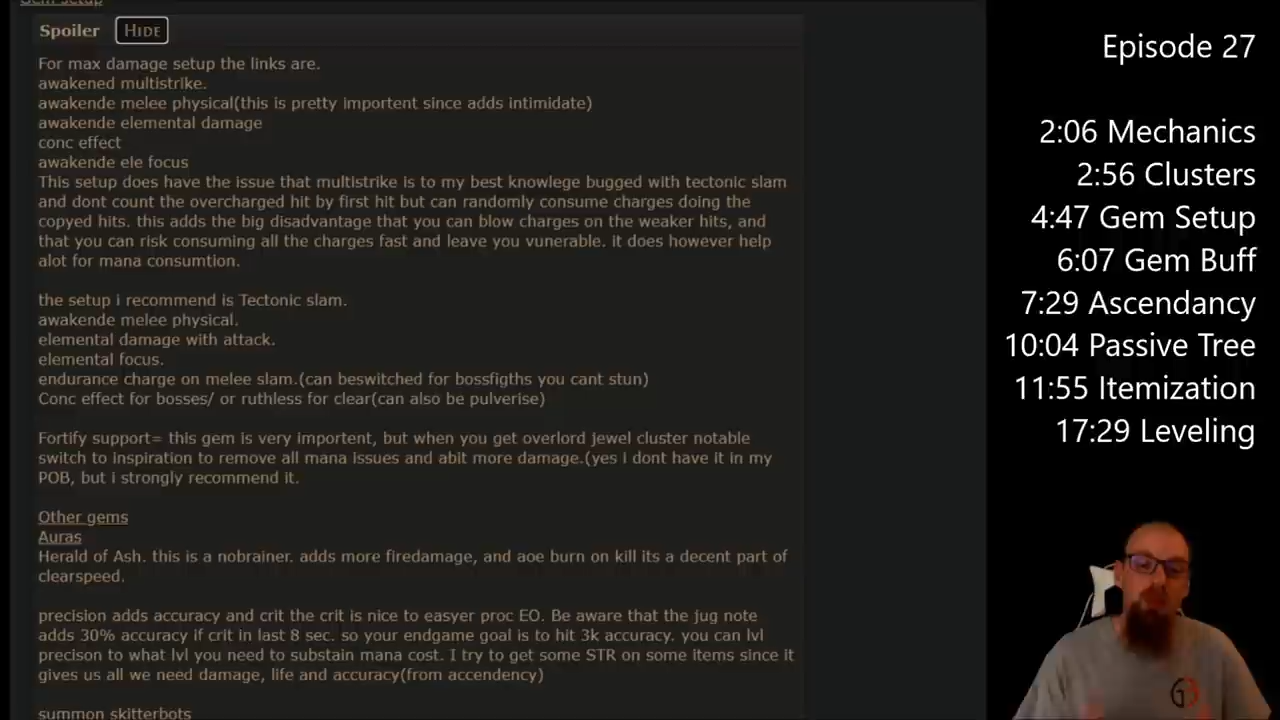 Gem Setup
Spoiler HIDE
For max damage setup the links are.
awakened multistrike.
awakende melee physical(this is pretty importent since adds intimidate)
awakende elemental damage
conc effect
awakende ele focus
This setup does have the issue that multistrike is to my best knowlege bugged with tectonic slam
and dont count the overcharged hit by first hit but can randomly consume charges doing the
copyed hits. this adds the big disadvantage that you can blow charges on the weaker hits, and
that you can risk consuming all the charges fast and leave you vunerable. it does however help
alot for mana consumtion.
the setup i recommend is Tectonic slam.
awakende melee physical.
elemental damage with attack.
elemental focus.
endurance charge on melee slam.(can beswitched for bossfigths you cant stun)
Conc effect for bosses/ or ruthless for clear(can also be pulverise)
Fortify support= this gem is very importent, but when you get overlord jewel cluster notable
switch to inspiration to remove all mana issues and abit more damage.(yes i dont have it in my
POB, but i strongly recommend it.
Other gems
Auras
Herald of Ash. this is a nobrainer. adds more firedamage, and aoe burn on kill its a decent part of
clearspeed.
precision adds accuracy and crit the crit is nice to easyer proc EO. Be aware that the jug note
adds 30% accuracy if crit in last 8 sec. so your endgame goal is to hit 3k accuracy. you can lvl
precison to what lvl you need to substain mana cost. I try to get some STR on some items since it
gives us all we need damage, life and accuracy(from accendency)
summon skitterbots
Episode 27
2:06 Mechanics
2:56 Clusters
4:47 Gem Setup
6:07 Gem Buff
7:29 Ascendancy
10:04 Passive Tree
11:55 Itemization
17:29 Leveling